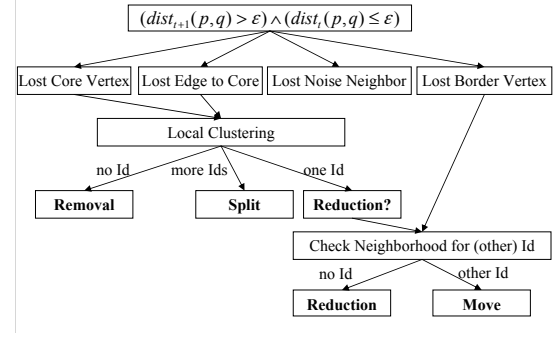 (dist_{t+1}(p,q) > ε) ∧ (dist_t(p,q) ≤ ε)
Lost Core Vertex
Lost Edge to Core
Lost Noise Neighbor
Lost Border Vertex
Local Clustering
no Id
more Ids
one Id
Removal
Split
Reduction?
Check Neighborhood for (other) Id
no Id
other Id
Reduction
Move